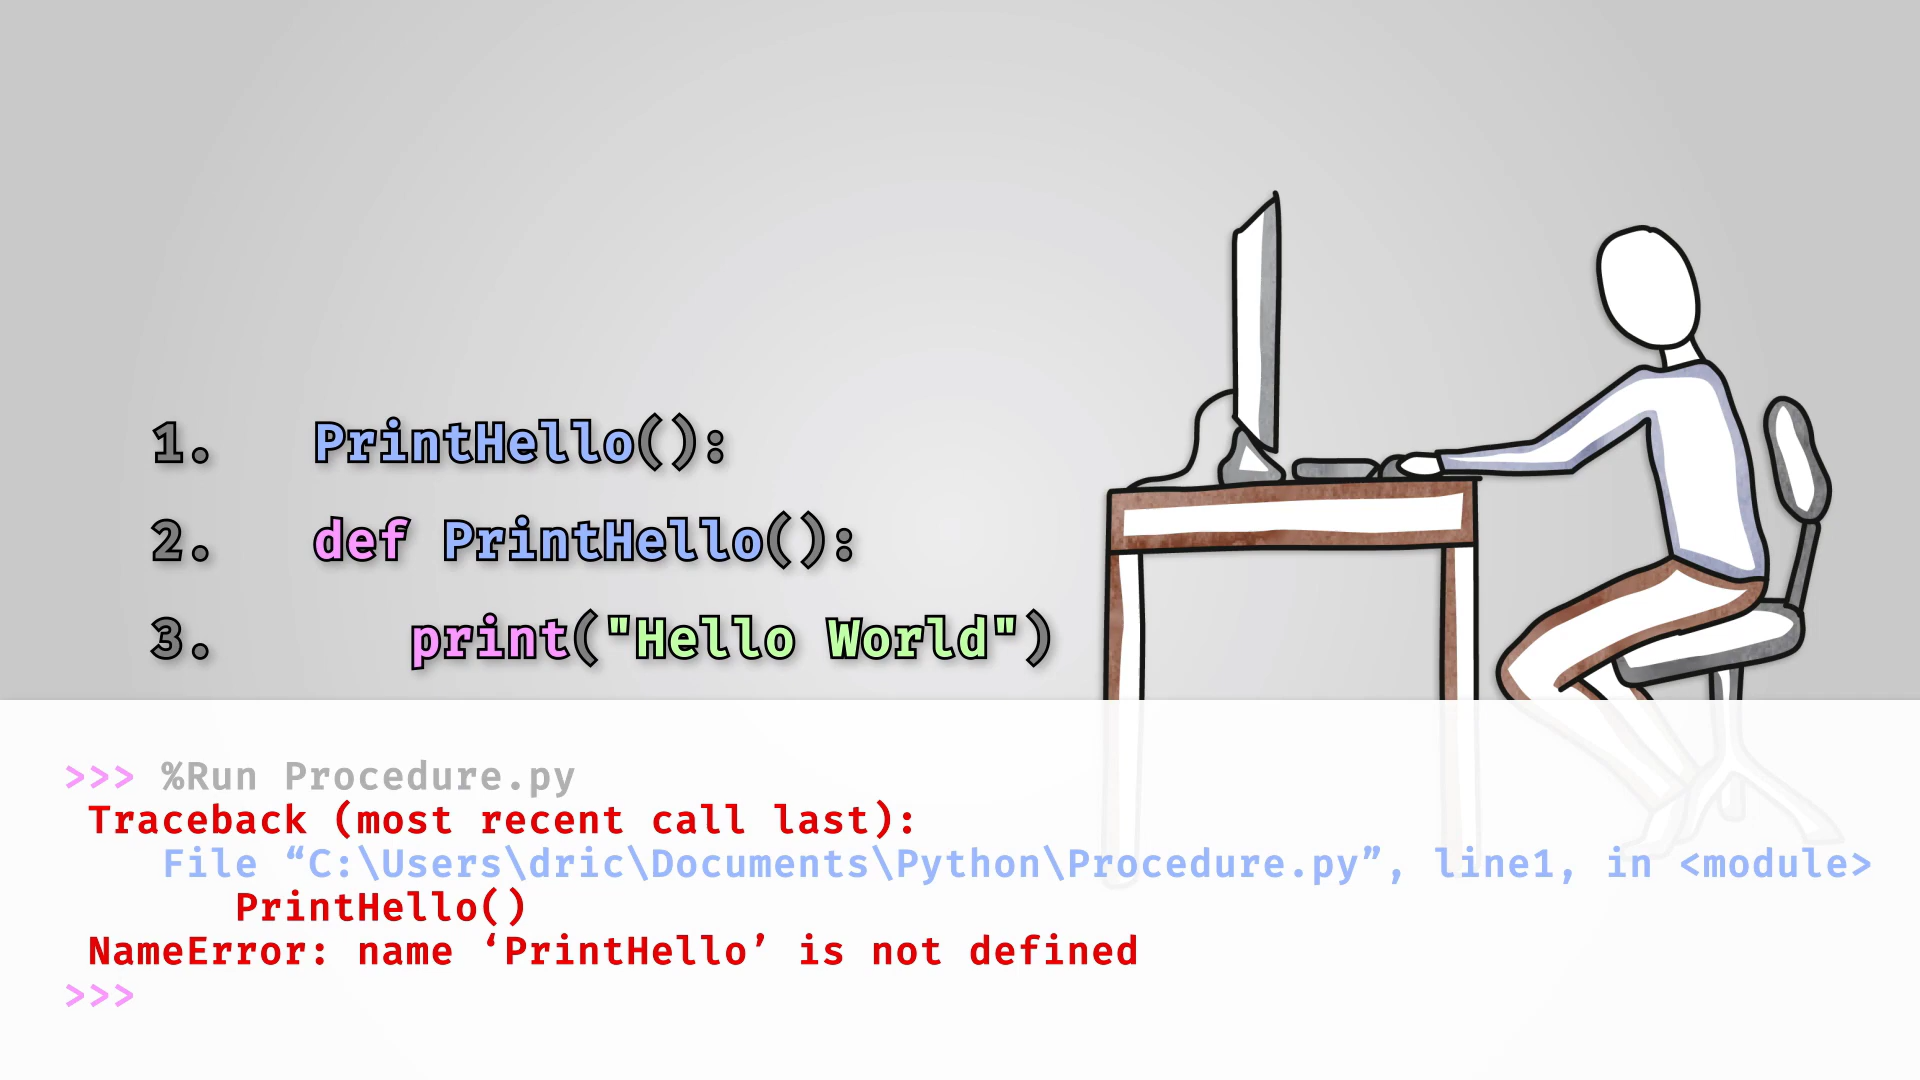 1. PrintHello():
2. def PrintHello():
3. print("Hello World")
>>> %Run Procedure.py
Traceback (most recent call last):
File “C:\Users\dric\Documents\Python\Procedure.py”, line1, in <module>
PrintHello()
NameError: name ‘PrintHello’ is not defined
>>>